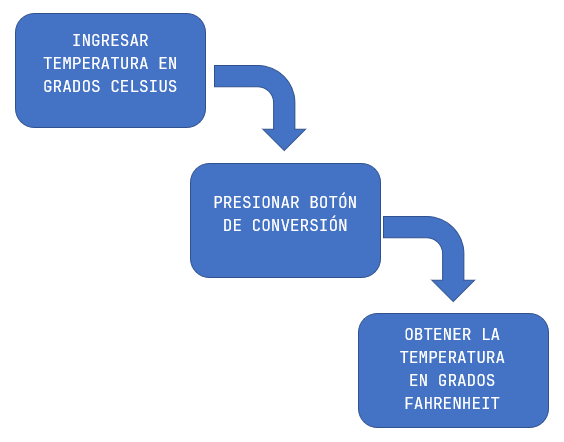 INGRESAR
TEMPERATURA EN
GRADOS CELSIUS
PRESIONAR BOTÓN
DE CONVERSIÓN
OBTENER LA
TEMPERATURA
EN GRADOS
FAHRENHEIT